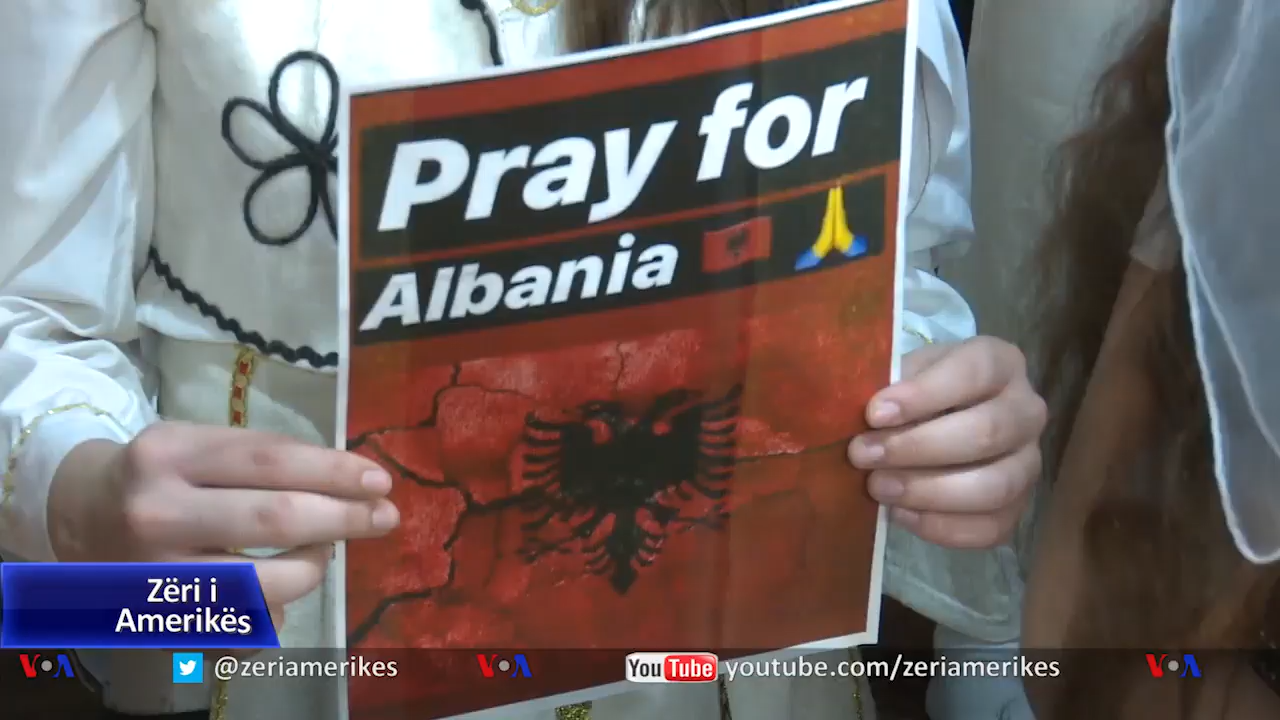 Pray for
Albania 🇦🇱 🙏
Zëri i
Amerikës
VOA @zeriamerikes VOA YouTube youtube.com/zeriamerikes VOA